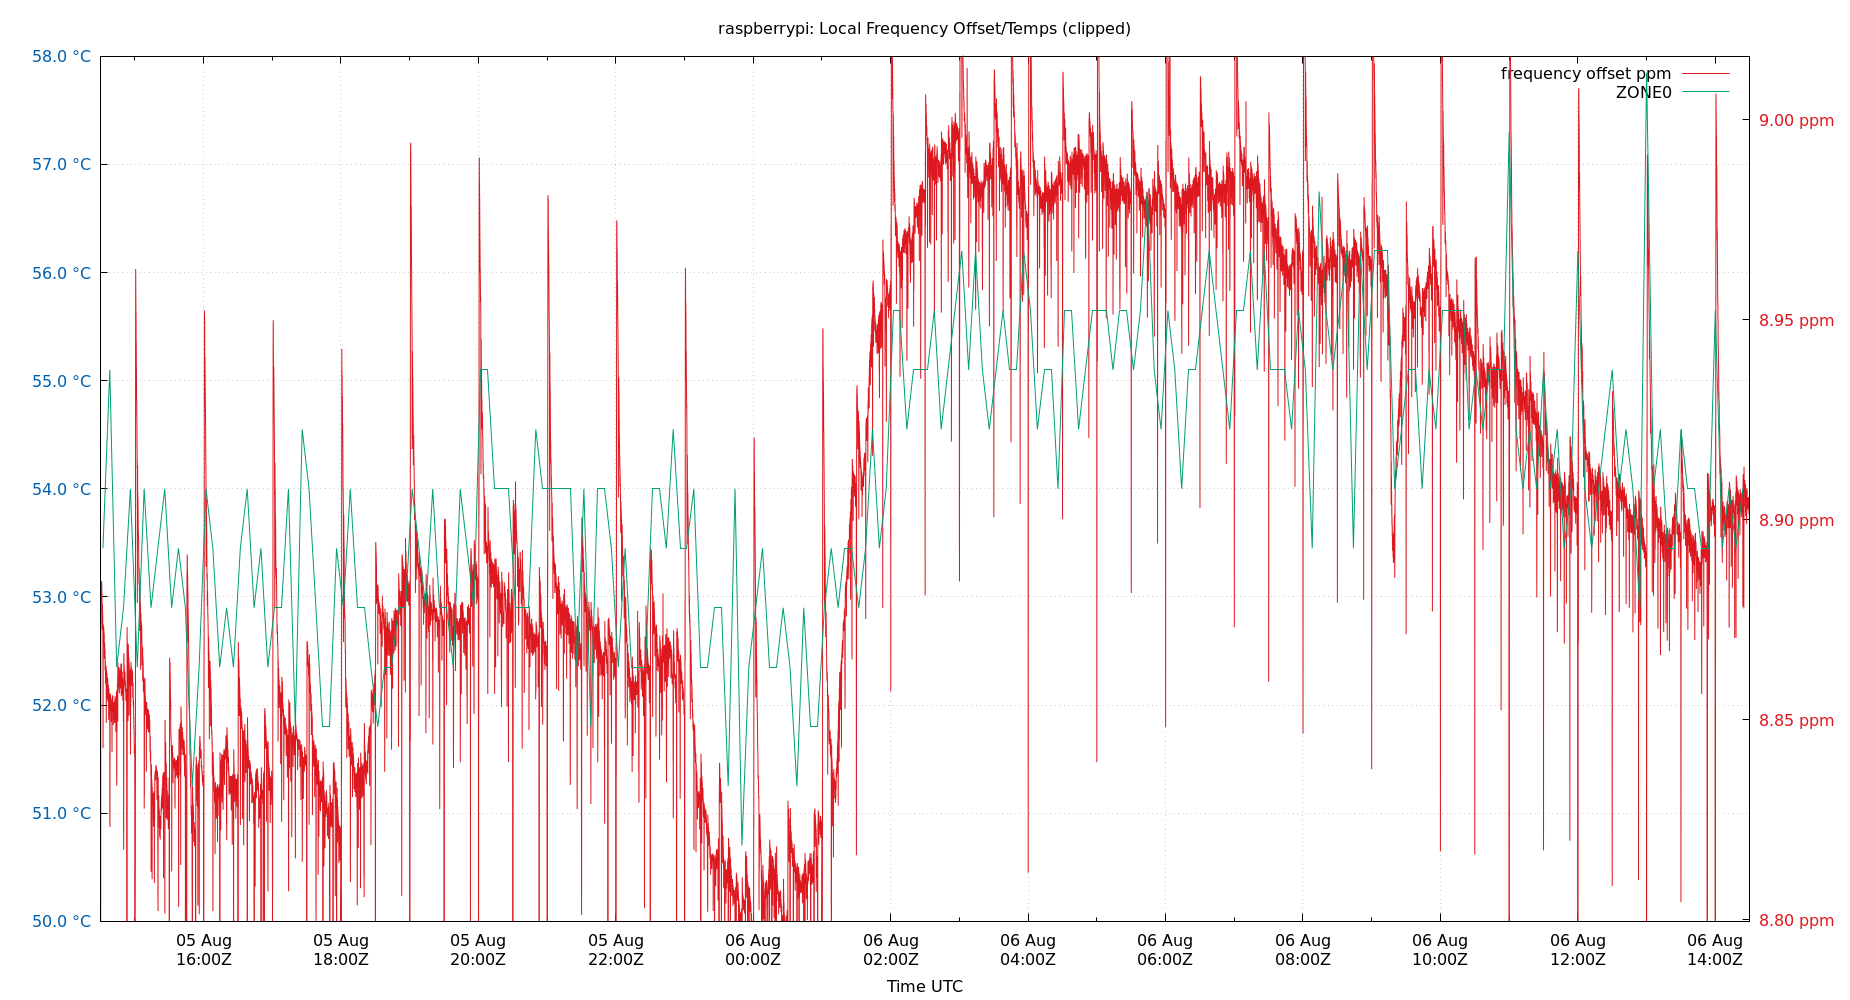 raspberrypi: Local Frequency Offset/Temps (clipped)
58.0 °C
57.0 °C
56.0 °C
55.0 °C
54.0 °C
53.0 °C
52.0 °C
51.0 °C
50.0 °C
frequency offset ppm
ZONE0
9.00 ppm
8.95 ppm
8.90 ppm
8.85 ppm
8.80 ppm
05 Aug
16:00Z
05 Aug
18:00Z
05 Aug
20:00Z
05 Aug
22:00Z
06 Aug
00:00Z
06 Aug
02:00Z
06 Aug
04:00Z
06 Aug
06:00Z
06 Aug
08:00Z
06 Aug
10:00Z
06 Aug
12:00Z
06 Aug
14:00Z
Time UTC